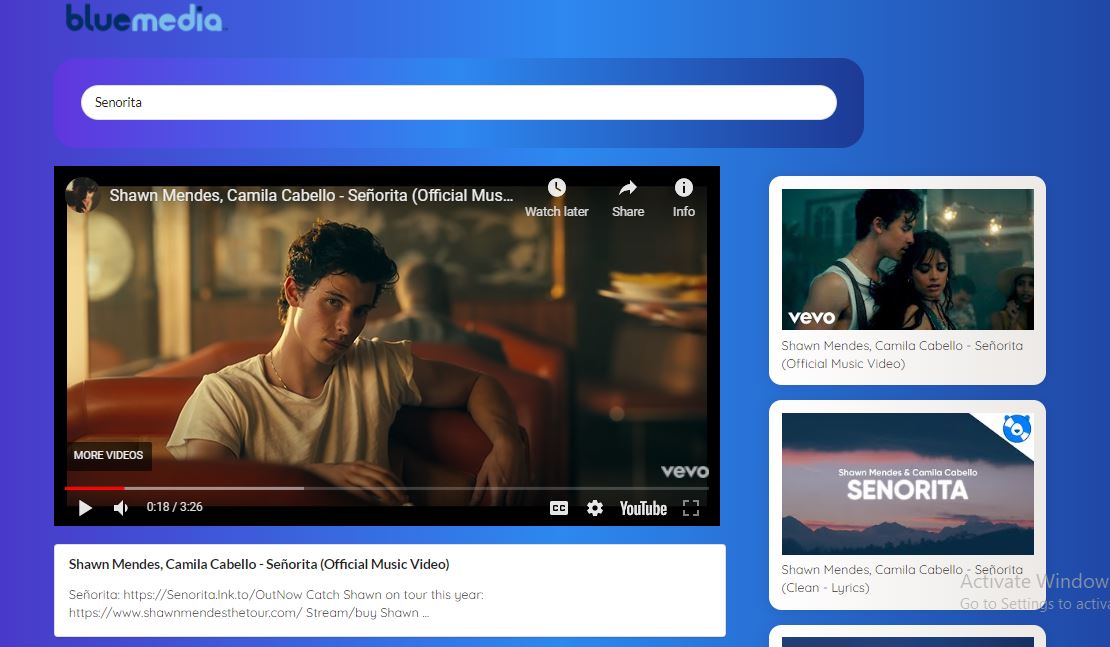 bluemedia
Senorita
Shawn Mendes, Camila Cabello - Señorita (Official Mus...
Watch later
Share
Info
MORE VIDEOS
vevo
0:18 / 3:26
CC
YouTube
Shawn Mendes, Camila Cabello - Señorita (Official Music Video)
Señorita: https://Senorita.lnk.to/OutNow Catch Shawn on tour this year:
https://www.shawnmendesthetour.com/ Stream/buy Shawn ...
vevo
Shawn Mendes, Camila Cabello - Señorita
(Official Music Video)
Shawn Mendes & Camila Cabello
SENORITA
Shawn Mendes, Camila Cabello - Señorita
(Clean - Lyrics)
Activate Window
Go to Settings to activa